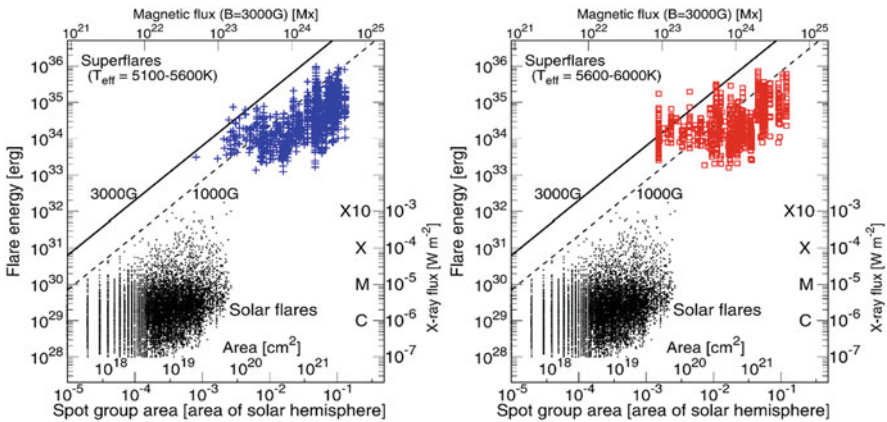 Magnetic flux (B=3000G) [Mx]
10^21 10^22 10^23 10^24 10^25
Superflares
(T_eff = 5100-5600K)
10^36
10^35
10^34
10^33
10^32
10^31
10^30
10^29
10^28
Flare energy [erg]
3000G
1000G
X10
X
M
C
10^-3
10^-4
10^-5
10^-6
10^-7
X-ray flux [W m^-2]
Solar flares
Area [cm^2]
10^18 10^19 10^20 10^21
10^-5 10^-4 10^-3 10^-2 10^-1
Spot group area [area of solar hemisphere]
Magnetic flux (B=3000G) [Mx]
10^21 10^22 10^23 10^24 10^25
Superflares
(T_eff = 5600-6000K)
10^36
10^35
10^34
10^33
10^32
10^31
10^30
10^29
10^28
Flare energy [erg]
3000G
1000G
X10
X
M
C
10^-3
10^-4
10^-5
10^-6
10^-7
X-ray flux [W m^-2]
Solar flares
Area [cm^2]
10^18 10^19 10^20 10^21
10^-5 10^-4 10^-3 10^-2 10^-1
Spot group area [area of solar hemisphere]